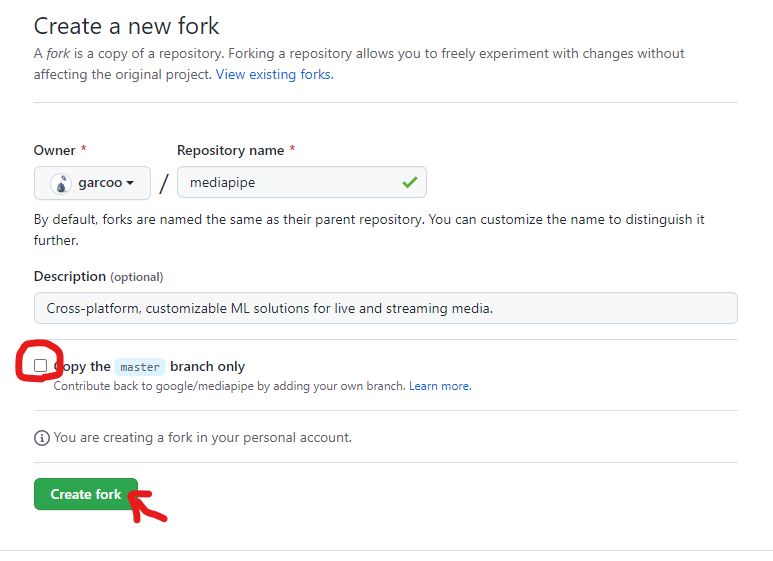 Create a new fork
A fork is a copy of a repository. Forking a repository allows you to freely experiment with changes without
affecting the original project. View existing forks.
Owner * Repository name *
garcoo / mediapipe
By default, forks are named the same as their parent repository. You can customize the name to distinguish it
further.
Description (optional)
Cross-platform, customizable ML solutions for live and streaming media.
Copy the master branch only
Contribute back to google/mediapipe by adding your own branch. Learn more.
You are creating a fork in your personal account.
Create fork